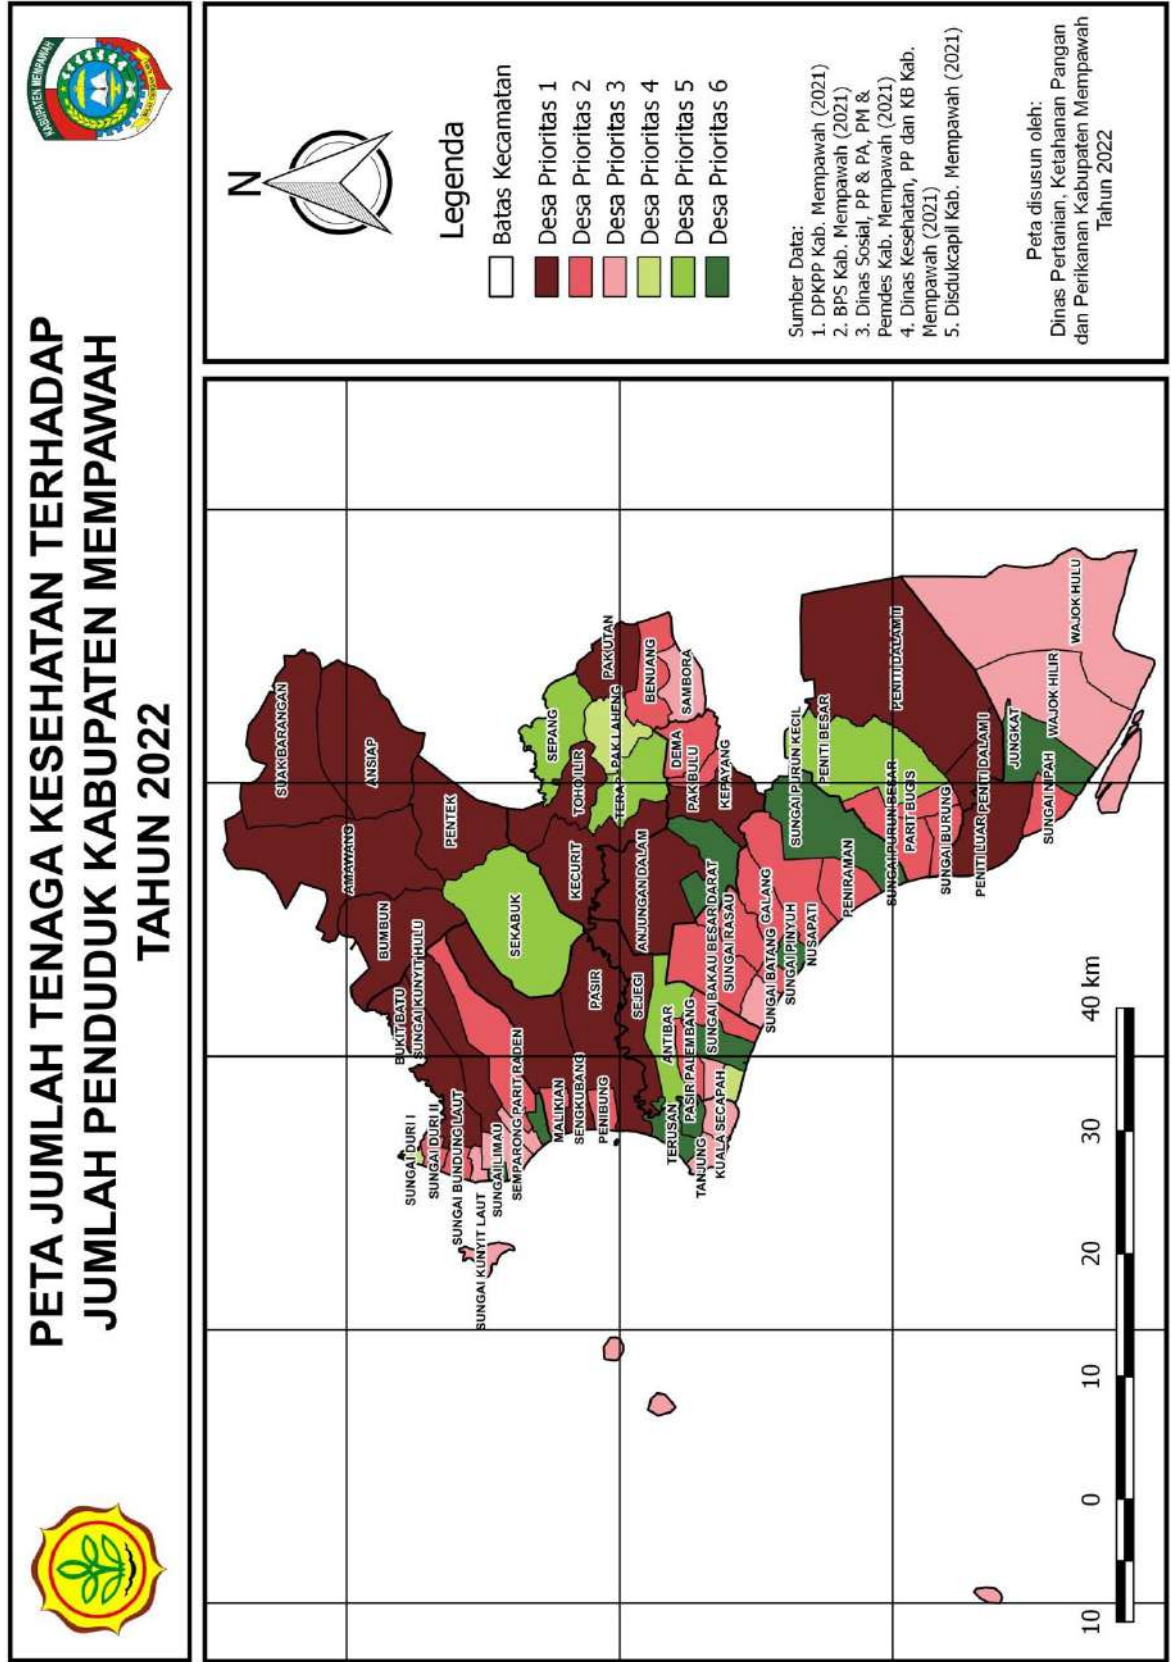 PETA JUMLAH TENAGA KESEHATAN TERHADAP
JUMLAH PENDUDUK KABUPATEN MEMPAWAH
TAHUN 2022
KABUPATEN MEMPAWAH
SUAK BARANGAN
ANSIAP
AMAWANG
PENTEK
BUMBUN
SUNGAI KUNYIT HULU
BUKIT BATU
SEKABUK
KECURIT
TOHO ILIR
SEPANG
PAK UTAN
PAK LAHENG
TERAP
BENUANG
SAMBORA
DEMA
PAK BULU
KEPAYANG
ANJUNGAN DALAM
PASIR
SEJEGI
SUNGAI DURI I
SUNGAI DURI II
SUNGAI BUNDUNG LAUT
SUNGAI KUNYIT LAUT
SUNGAI LIMAU
SEMPARONG PARIT RADEN
MALIKIAN
SENGKUBANG
PENIBUNG
ANTIBAR
TERUSAN
PASIR PALEMBANG
TANJUNG
KUALA SECAPAH
SUNGAI BAKAU BESAR DARAT
SUNGAI RASAU
SUNGAI BATANG GALANG
SUNGAI PINYUH
NUSAPATI
PENIRAMAN
SUNGAI PURUN KECIL
PENITI BESAR
SUNGAI PURUN BESAR
PARIT BUGIS
SUNGAI BURUNG
PENITI DALAM II
PENITI LUAR
PENITI DALAM I
JUNGKAT
SUNGAI NIPAH
WAJOK HILIR
WAJOK HULU
10 0 10 20 30 40 km
N
Legenda
Batas Kecamatan
Desa Prioritas 1
Desa Prioritas 2
Desa Prioritas 3
Desa Prioritas 4
Desa Prioritas 5
Desa Prioritas 6
Sumber Data:
1. DPKPP Kab. Mempawah (2021)
2. BPS Kab. Mempawah (2021)
3. Dinas Sosial, PP & PA, PM &
Pemdes Kab. Mempawah (2021)
4. Dinas Kesehatan, PP dan KB Kab.
Mempawah (2021)
5. Disdukcapil Kab. Mempawah (2021)
Peta disusun oleh:
Dinas Pertanian, Ketahanan Pangan
dan Perikanan Kabupaten Mempawah
Tahun 2022